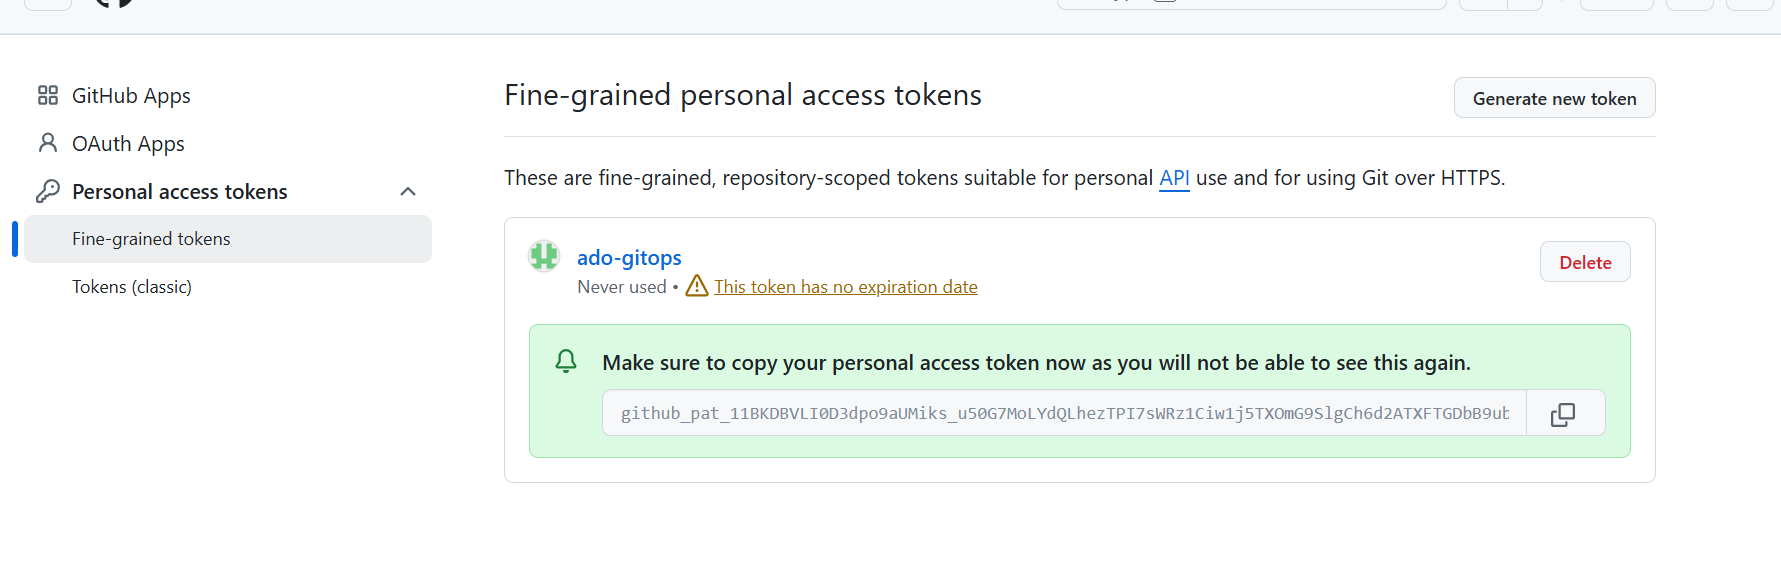 GitHub Apps
OAuth Apps
Personal access tokens
Fine-grained tokens
Tokens (classic)
Fine-grained personal access tokens
Generate new token
These are fine-grained, repository-scoped tokens suitable for personal API use and for using Git over HTTPS.
ado-gitops
Delete
Never used • This token has no expiration date
Make sure to copy your personal access token now as you will not be able to see this again.
github_pat_11BKDBVLI0D3dpo9aUMiks_u50G7MoLYdQLhezTPI7sWRz1Ciw1j5TXOmG9SlgCh6d2ATXFTGDbB9ub